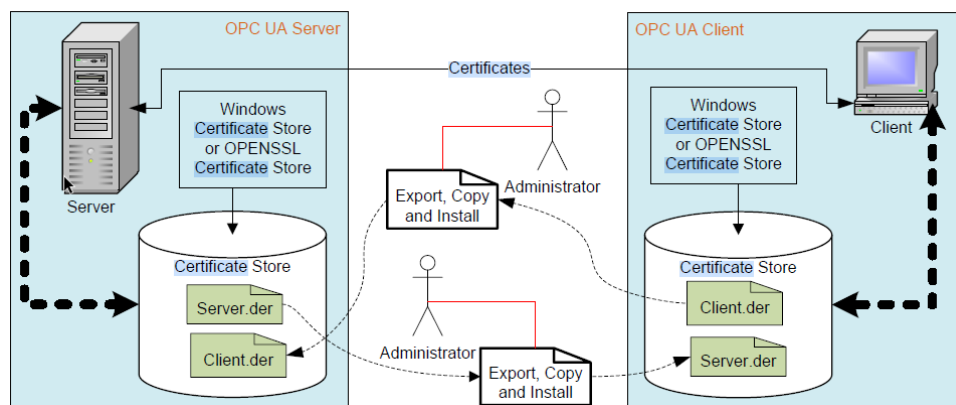 OPC UA Server
OPC UA Client
Certificates
Windows
Certificate Store
or OPENSSL
Certificate Store
Windows
Certificate Store
or OPENSSL
Certificate Store
Server
Client
Administrator
Export, Copy
and Install
Certificate Store
Server.der
Client.der
Certificate Store
Client.der
Server.der
Administrator
Export, Copy
and Install